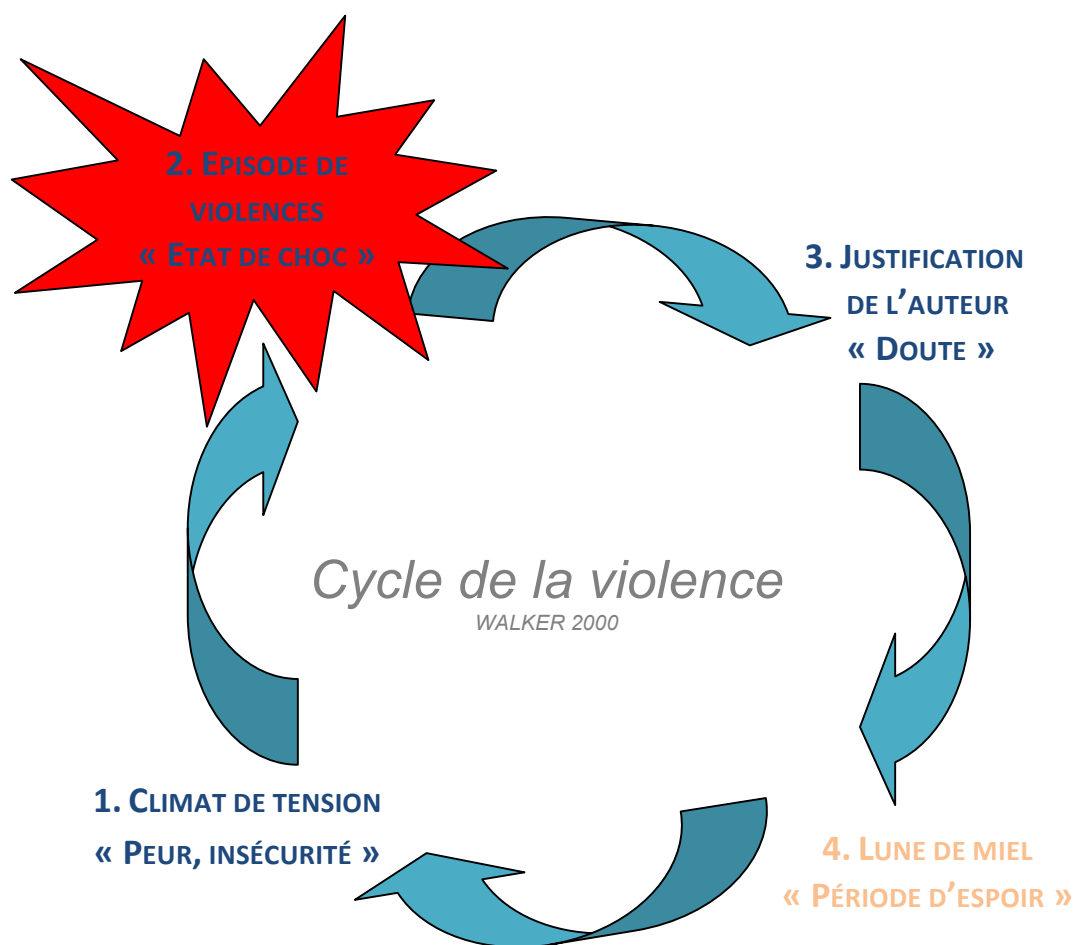 2. EPISODE DE
VIOLENCES
« ETAT DE CHOC »
3. JUSTIFICATION
DE L'AUTEUR
« DOUTE »
Cycle de la violence
WALKER 2000
1. CLIMAT DE TENSION
« PEUR, INSÉCURITÉ »
4. LUNE DE MIEL
« PÉRIODE D'ESPOIR »